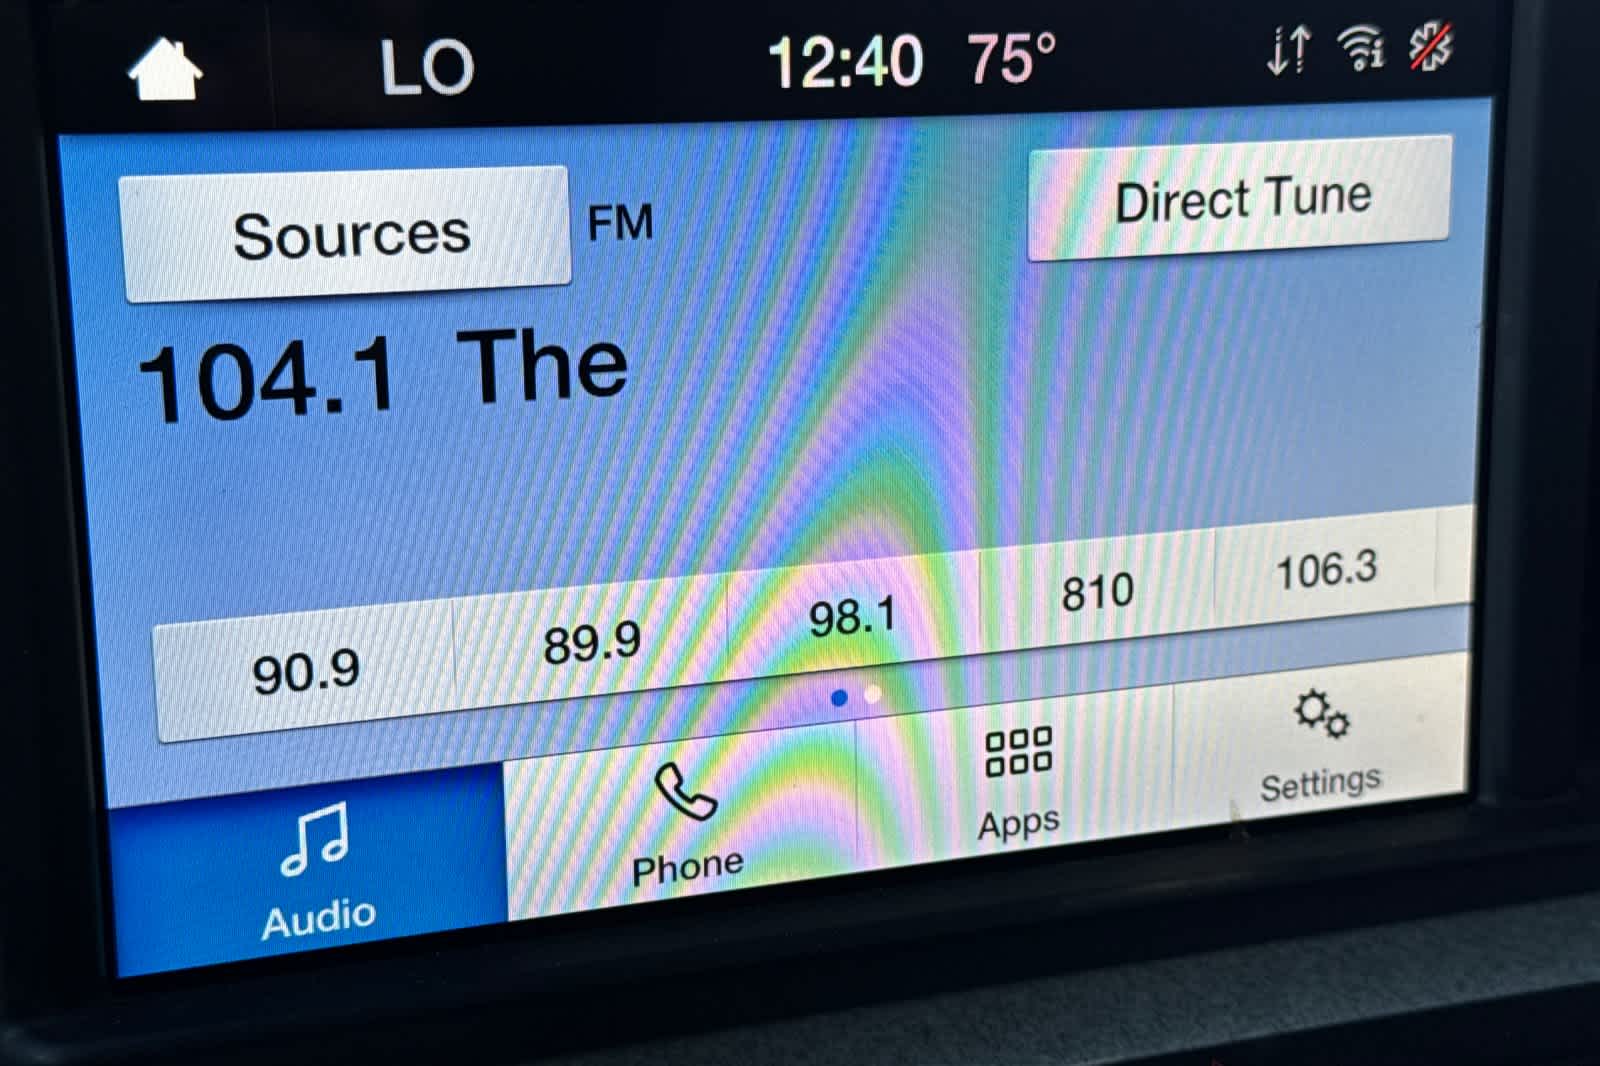 LO 12:40 75°
Sources FM Direct Tune
104.1 The
90.9 89.9 98.1 810 106.3
Audio Phone Apps Settings